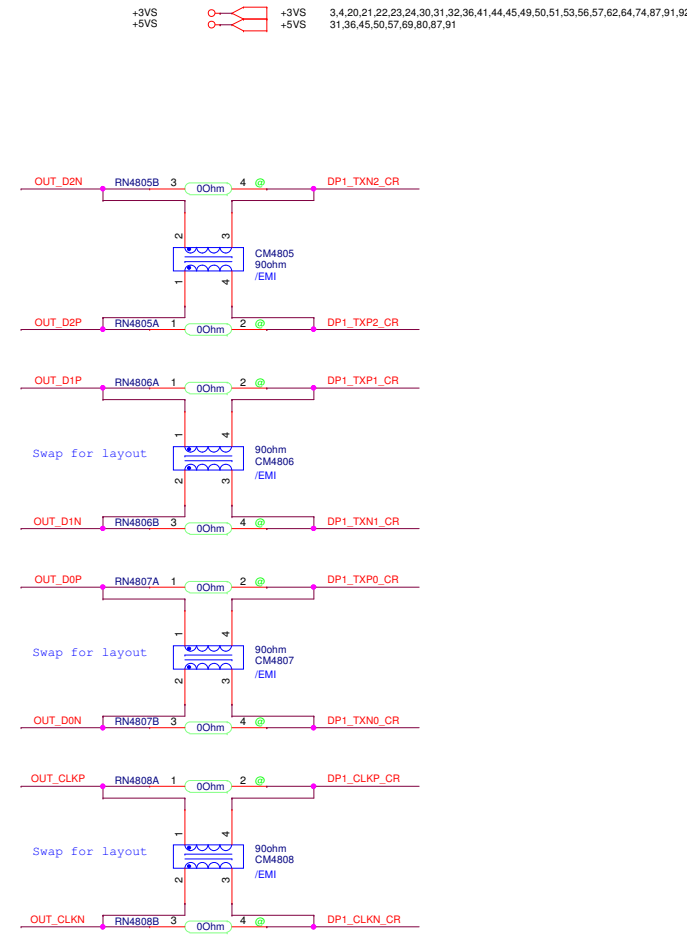 +3VS +3VS 3,4,20,21,22,23,24,30,31,32,36,41,44,45,49,50,51,53,56,57,62,64,74,87,91,92
+5VS +5VS 31,36,45,50,57,69,80,87,91
OUT_D2N RN4805B 3 0Ohm 4 @ DP1_TXN2_CR
2 3
CM4805
90ohm
/EMI
1 4
OUT_D2P RN4805A 1 0Ohm 2 @ DP1_TXP2_CR
OUT_D1P RN4806A 1 0Ohm 2 @ DP1_TXP1_CR
1 4
Swap for layout 90ohm
CM4806
/EMI
2 3
OUT_D1N RN4806B 3 0Ohm 4 @ DP1_TXN1_CR
OUT_D0P RN4807A 1 0Ohm 2 @ DP1_TXP0_CR
1 4
Swap for layout 90ohm
CM4807
/EMI
2 3
OUT_D0N RN4807B 3 0Ohm 4 @ DP1_TXN0_CR
OUT_CLKP RN4808A 1 0Ohm 2 @ DP1_CLKP_CR
1 4
Swap for layout 90ohm
CM4808
/EMI
2 3
OUT_CLKN RN4808B 3 0Ohm 4 @ DP1_CLKN_CR